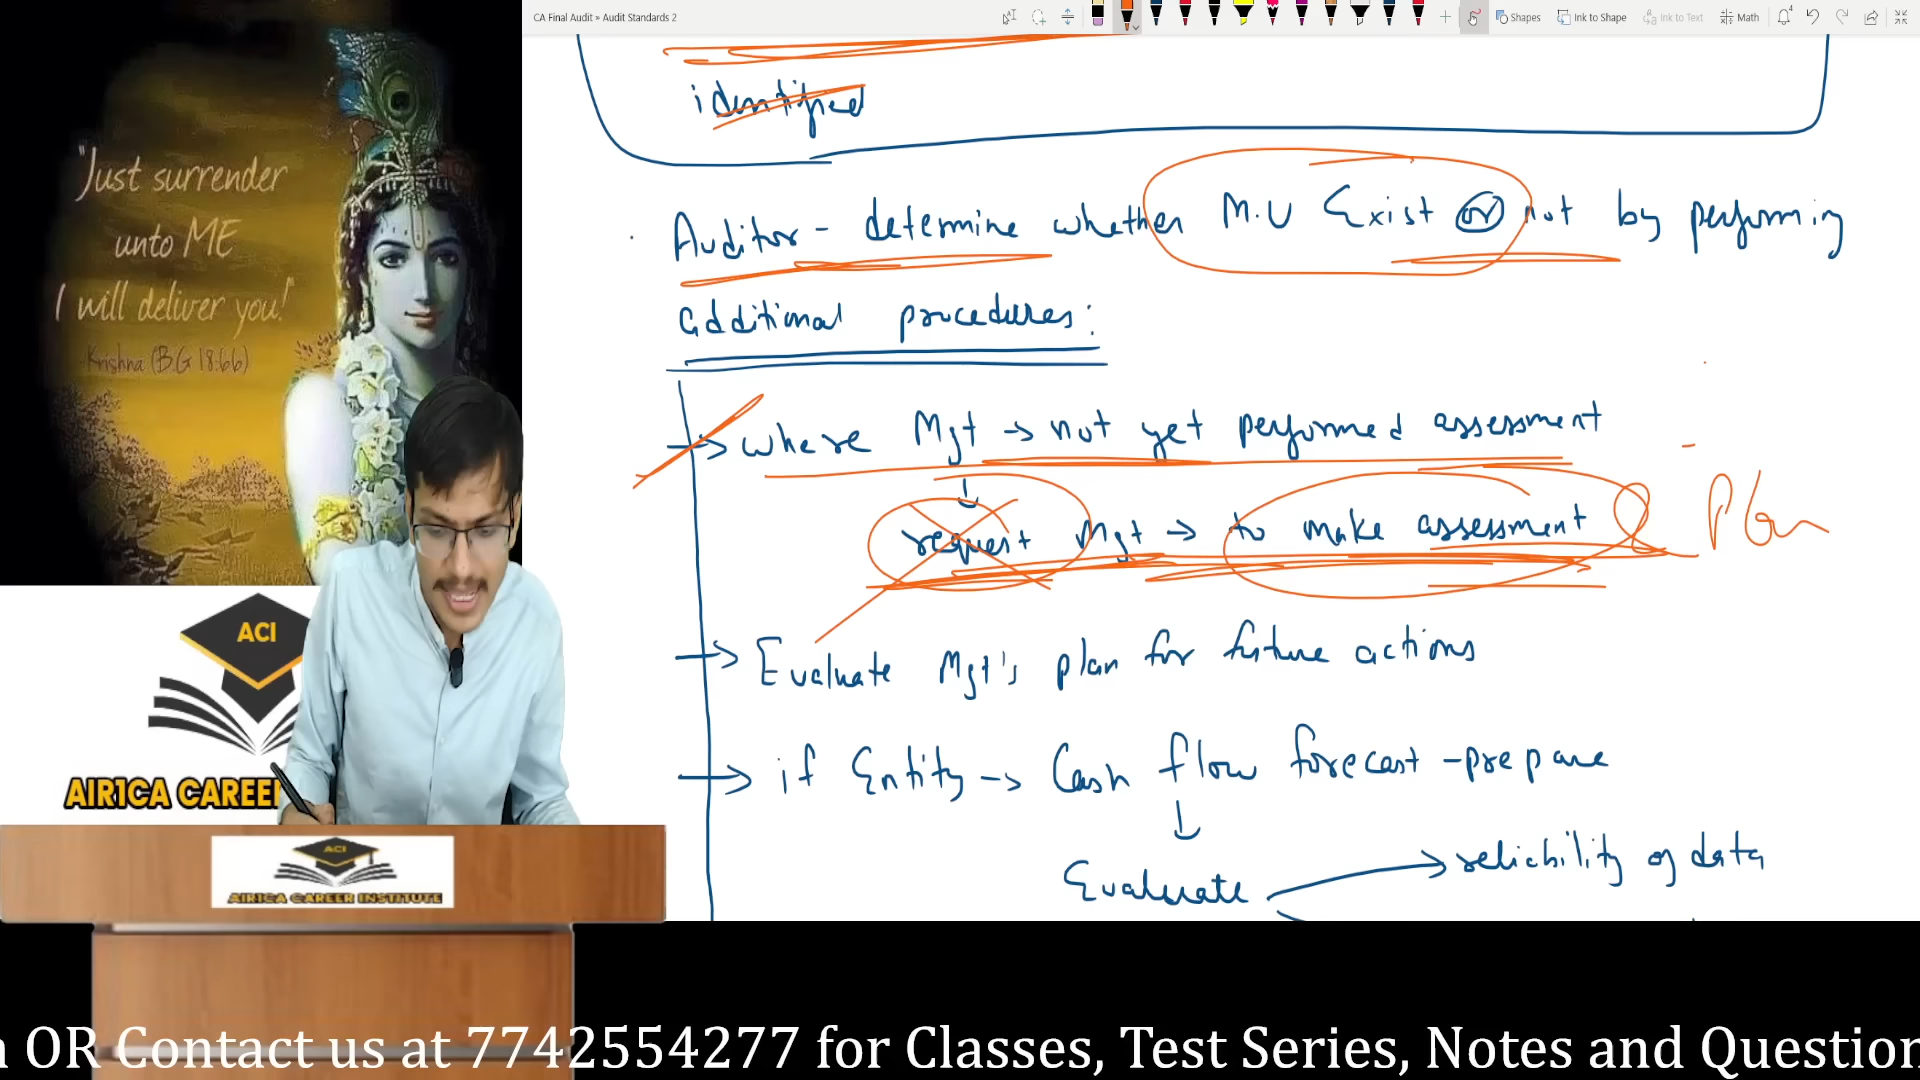 CA Final Audit » Audit Standards 2
Shapes
Ink to Shape
Ink to Text
Math
identified
Auditor - determine whether M.U Exist or not by performing
additional procedures:
where Mgt → not yet performed assessment
request Mgt → to make assessment
Plan
Evaluate Mgt's plan for future actions
if Entity → Cash flow forecast - prepare
Evaluate
reliability of data
"Just surrender
unto ME
I will deliver you!"
Krishna (B.G 18:66)
ACI
AIR1CA CAREE
ACI
AIR1CA CAREER INSTITUTE
OR Contact us at 7742554277 for Classes, Test Series, Notes and Question